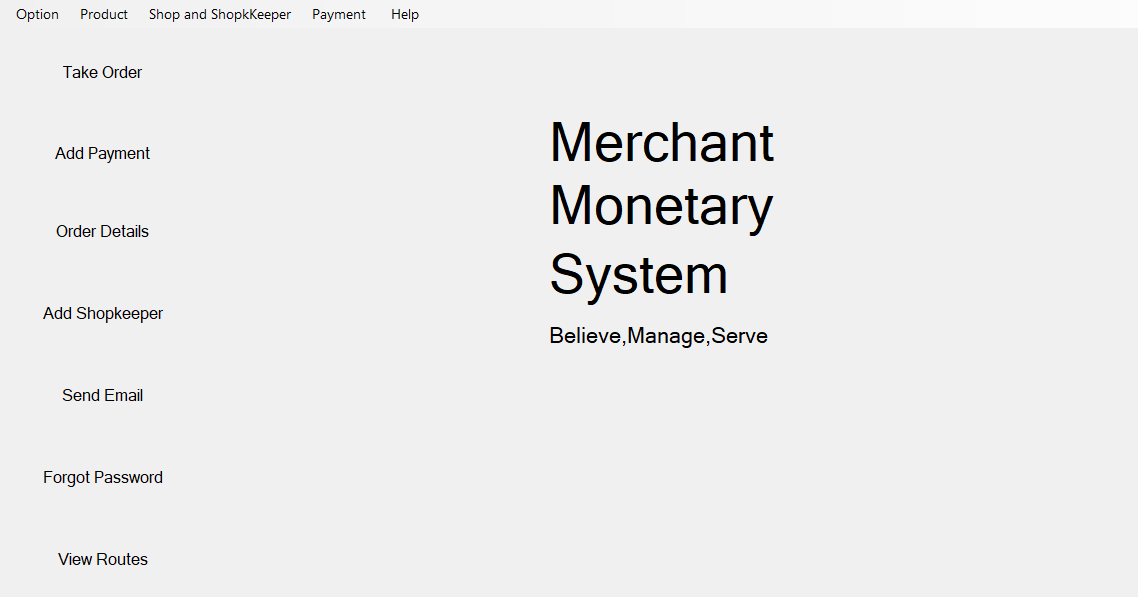 Option Product Shop and ShopkKeeper Payment Help
Take Order
Add Payment
Order Details
Add Shopkeeper
Send Email
Forgot Password
View Routes
Merchant
Monetary
System
Believe,Manage,Serve